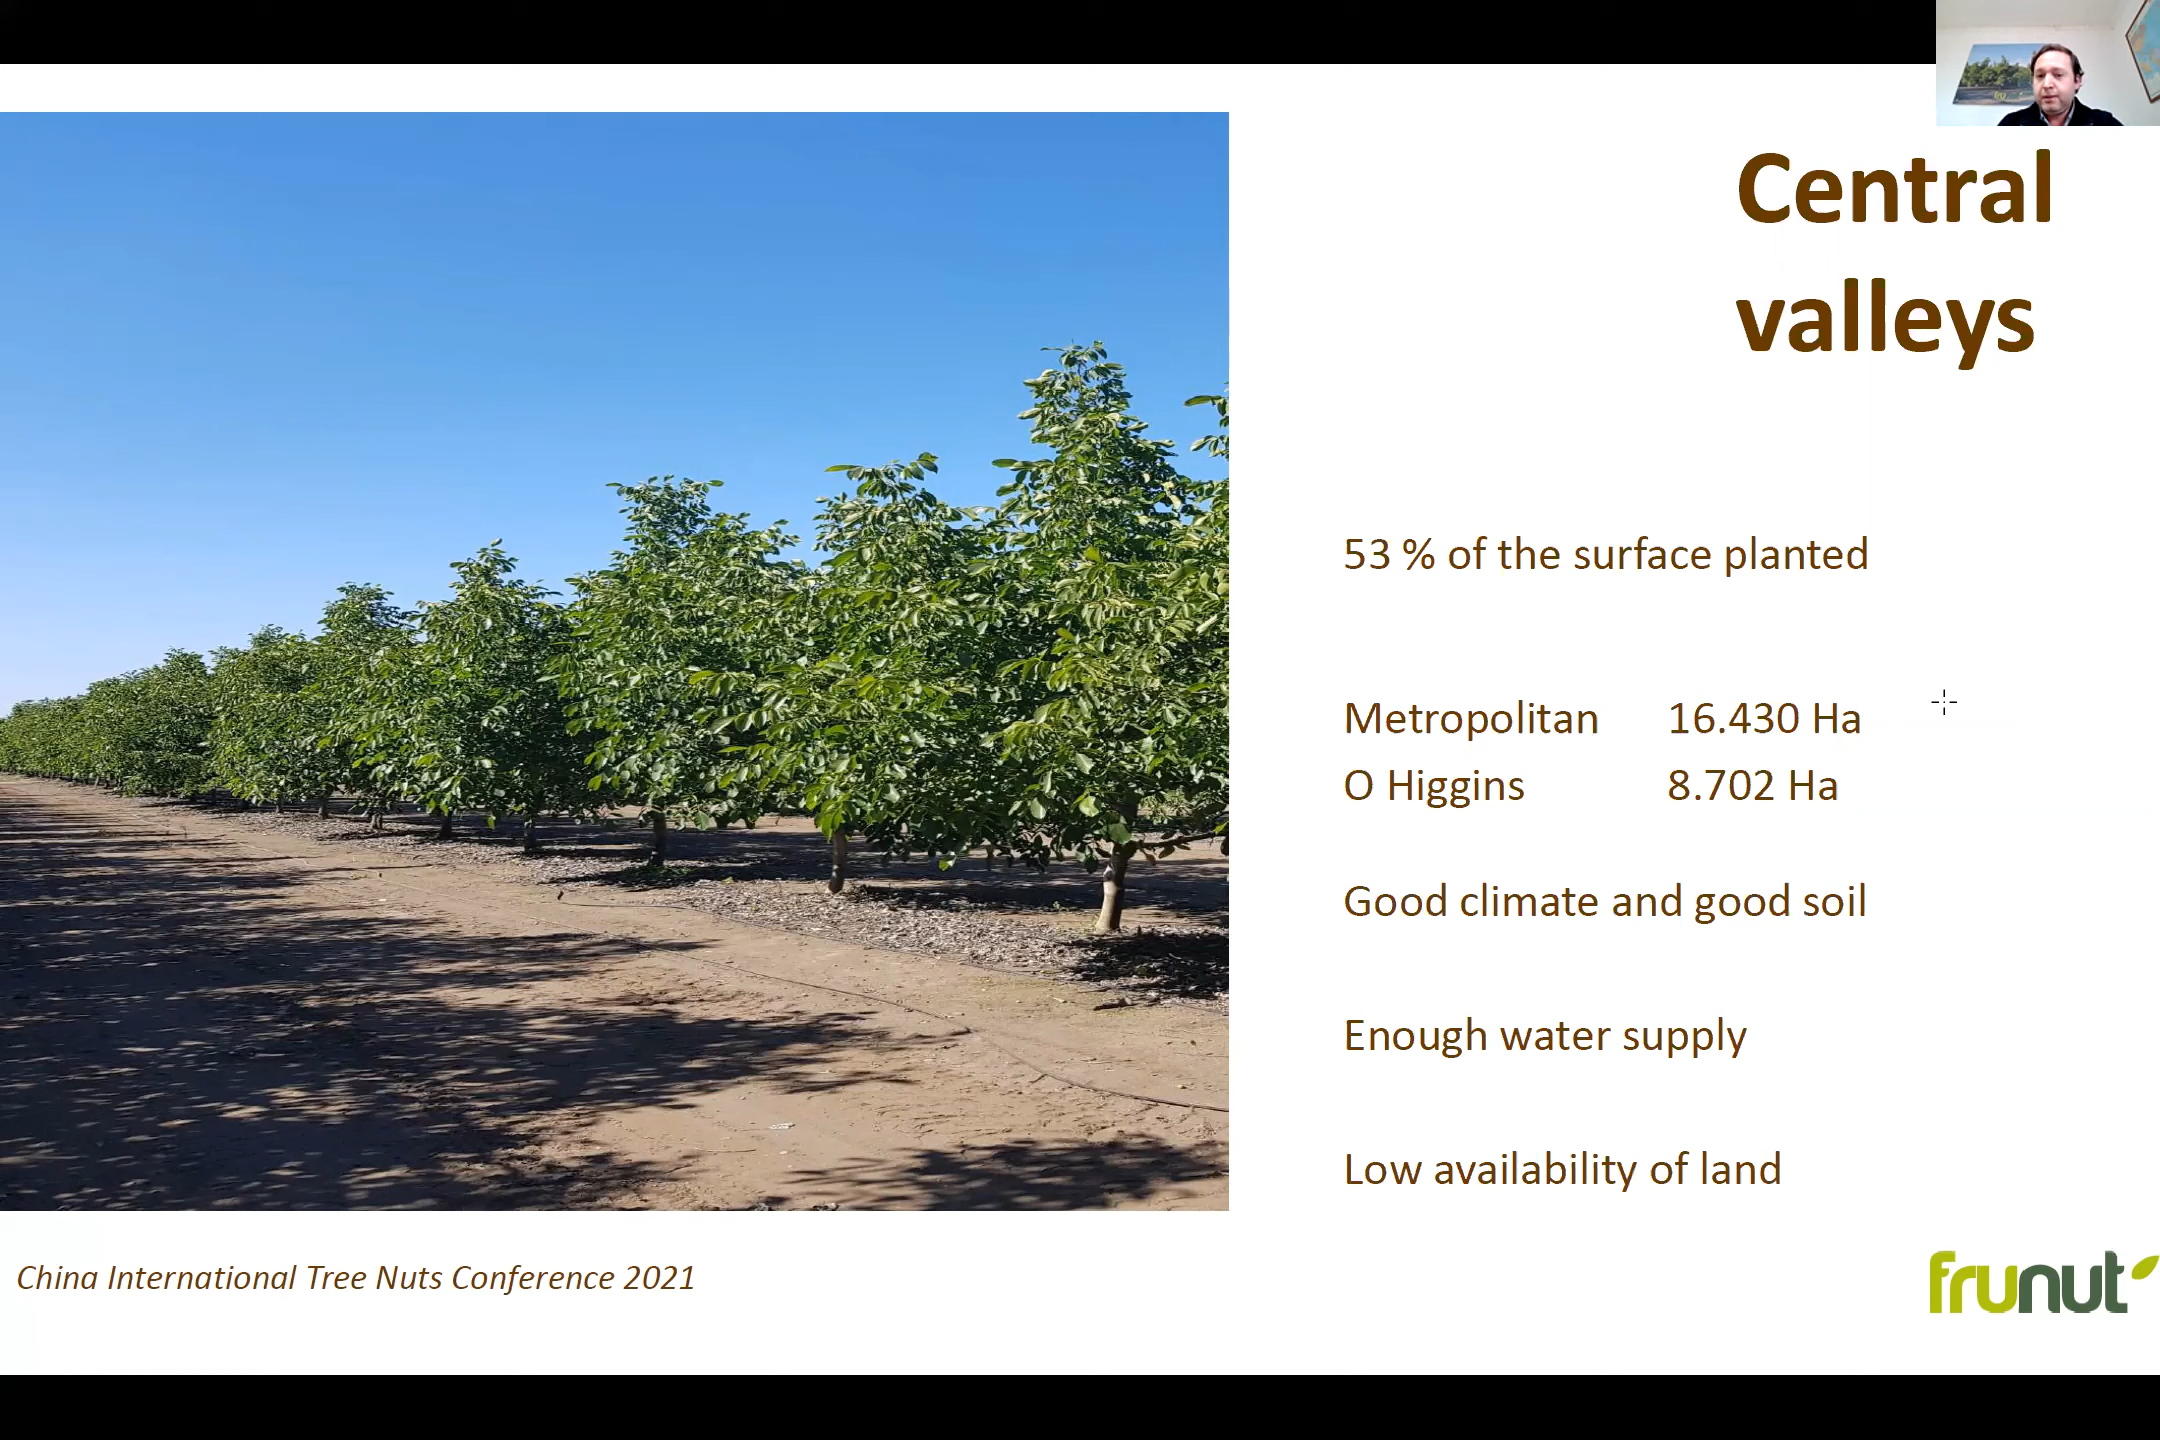 Central
valleys
53 % of the surface planted
Metropolitan 16.430 Ha
O Higgins 8.702 Ha
Good climate and good soil
Enough water supply
Low availability of land
China International Tree Nuts Conference 2021
frunut